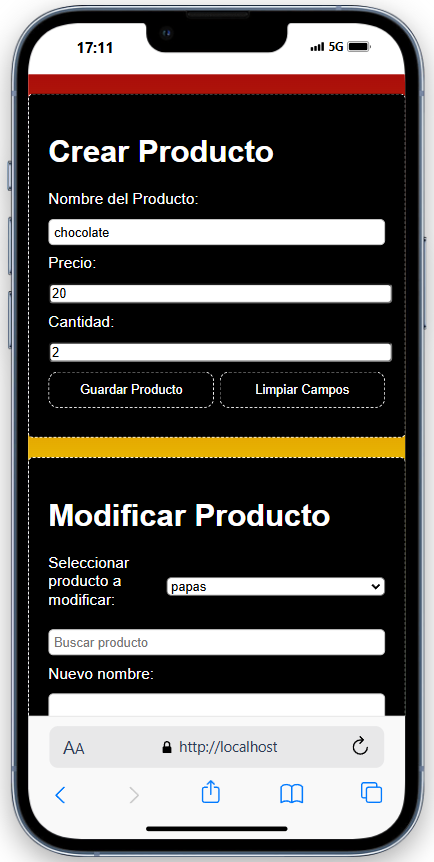 17:11
5G
Crear Producto
Nombre del Producto:
chocolate
Precio:
20
Cantidad:
2
Guardar Producto Limpiar Campos
Modificar Producto
Seleccionar
producto a
modificar:
papas
Buscar producto
Nuevo nombre:
AA http://localhost